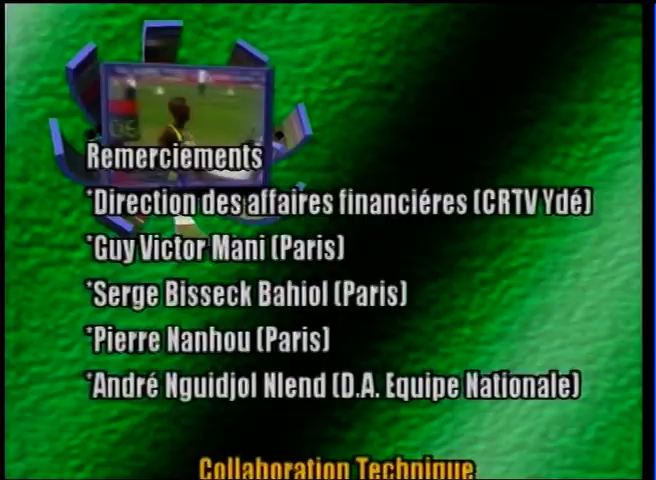 Remerciements
*Direction des affaires financiéres (CRTV Ydé)
*Guy Victor Mani (Paris)
*Serge Bisseck Bahiol (Paris)
*Pierre Nanhou (Paris)
*André Nguidjol Nlend (D.A. Equipe Nationale)
Collaboration Technique